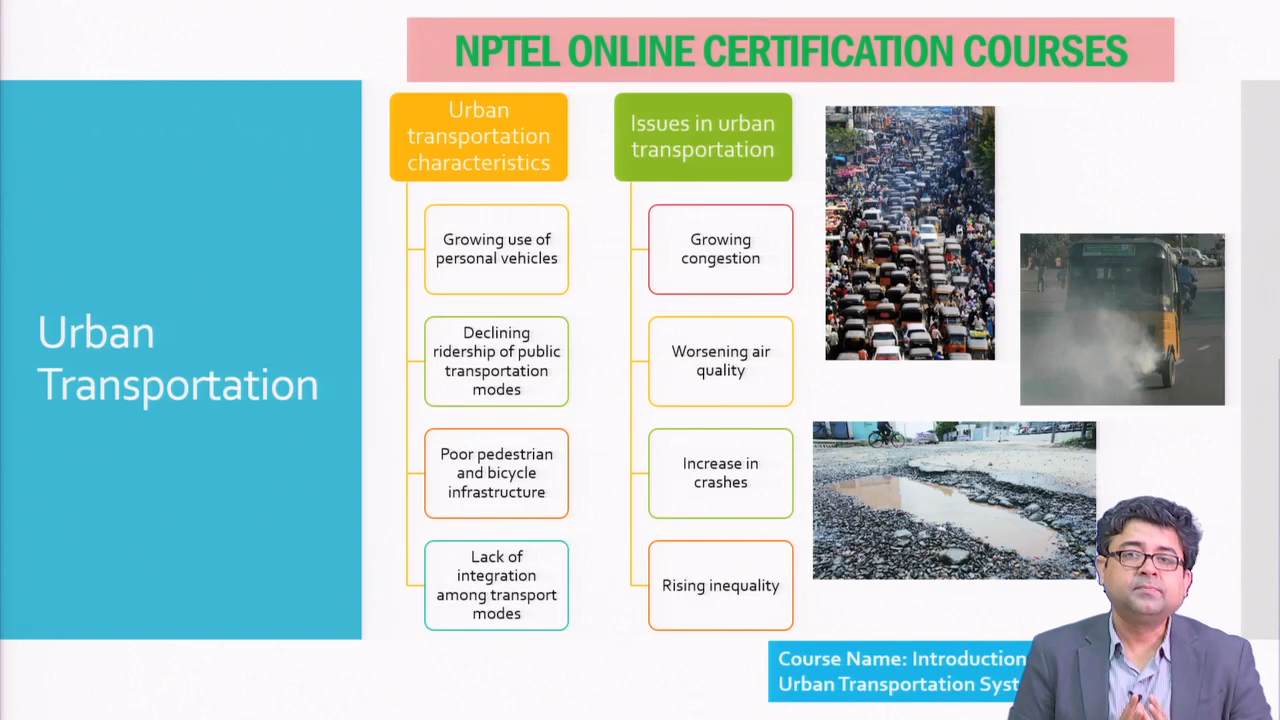 NPTEL ONLINE CERTIFICATION COURSES
Urban
Transportation
Urban
transportation
characteristics
Growing use of
personal vehicles
Declining
ridership of public
transportation
modes
Poor pedestrian
and bicycle
infrastructure
Lack of
integration
among transport
modes
Issues in urban
transportation
Growing
congestion
Worsening air
quality
Increase in
crashes
Rising inequality
Course Name: Introduction
Urban Transportation Syst